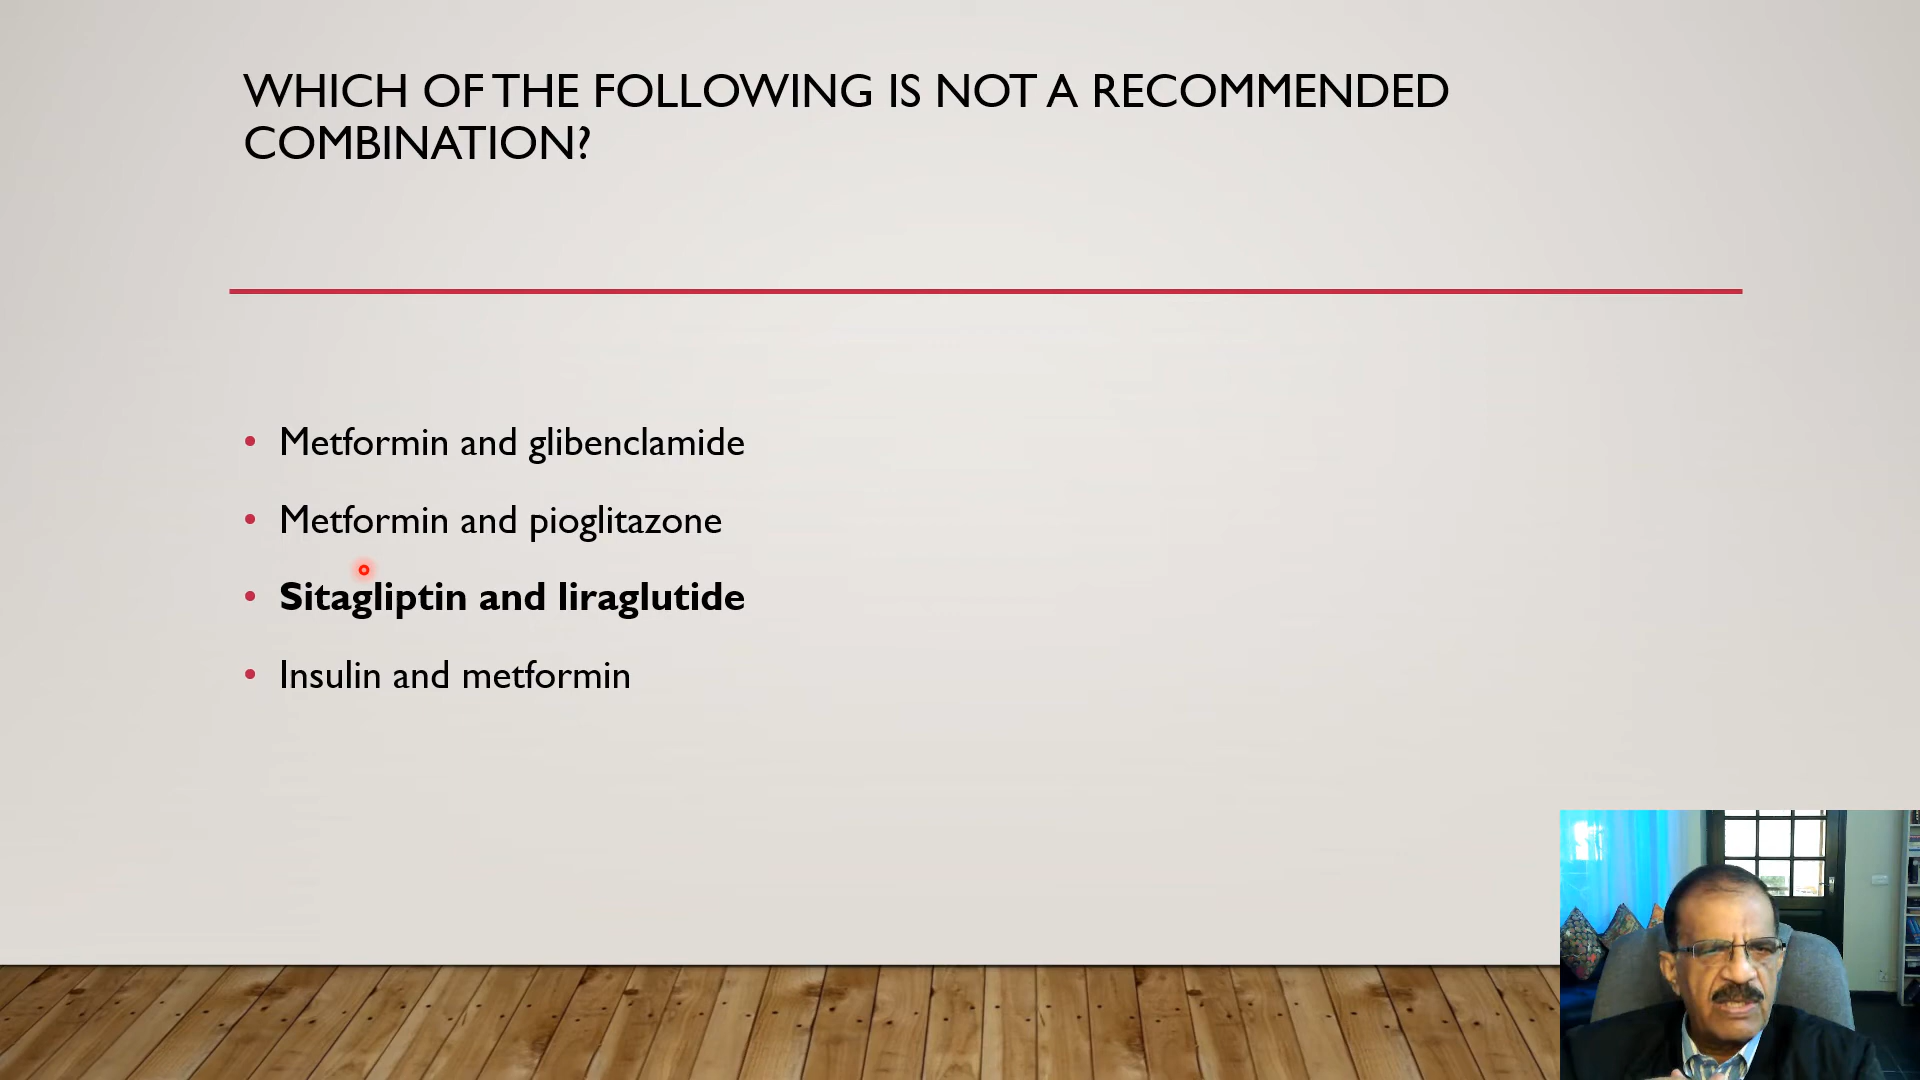 WHICH OF THE FOLLOWING IS NOT A RECOMMENDED
COMBINATION?
• Metformin and glibenclamide
• Metformin and pioglitazone
• Sitagliptin and liraglutide
• Insulin and metformin